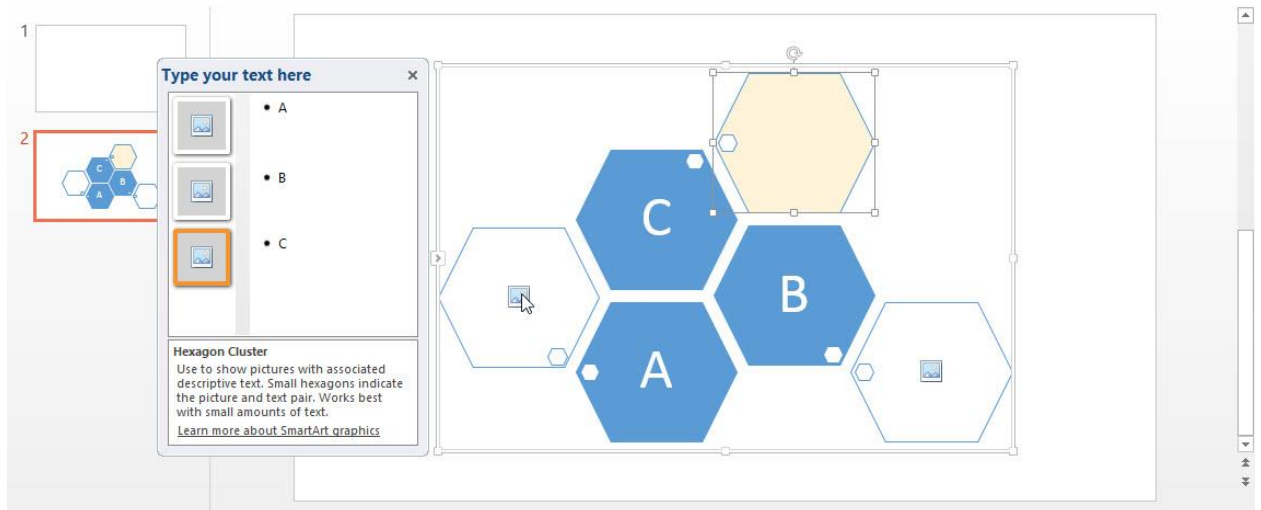 1
2
C
B
A
Type your text here
A
B
C
Hexagon Cluster
Use to show pictures with associated
descriptive text. Small hexagons indicate
the picture and text pair. Works best
with small amounts of text.
Learn more about SmartArt graphics
C
B
A